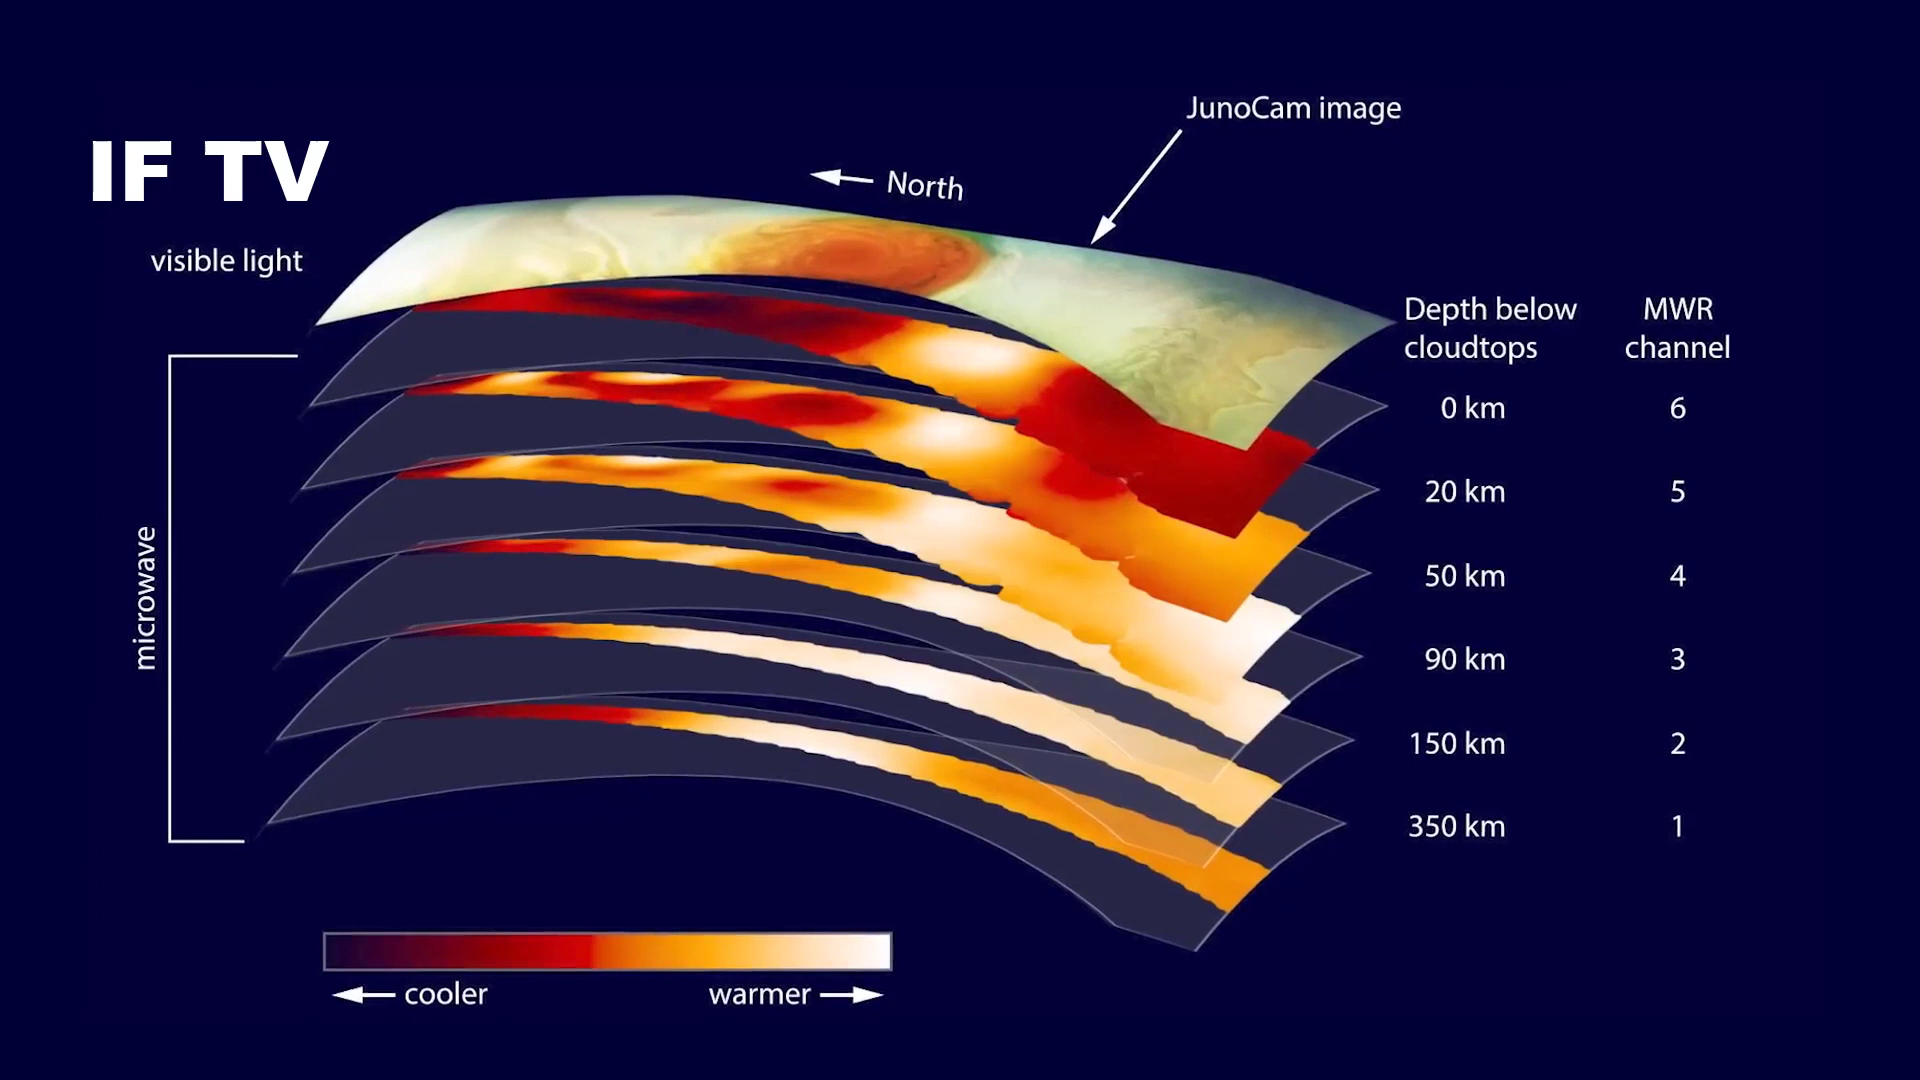 JunoCam image
IF TV
North
visible light
Depth below
cloudtops
MWR
channel
0 km 6
20 km 5
50 km 4
90 km 3
150 km 2
350 km 1
microwave
cooler
warmer